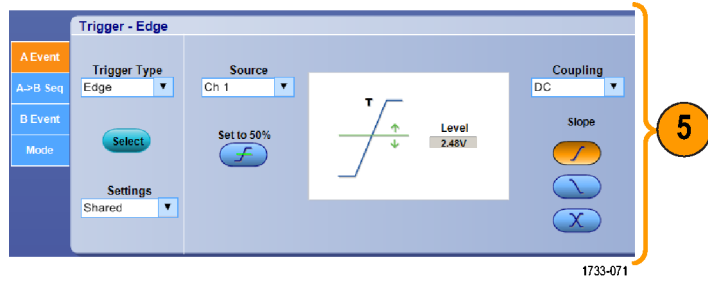 Trigger - Edge
A Event
A->B Seq
B Event
Mode
Trigger Type
Edge
Select
Settings
Shared
Source
Ch 1
Set to 50%
T
Level
2.48V
Coupling
DC
Slope
5
1733-071